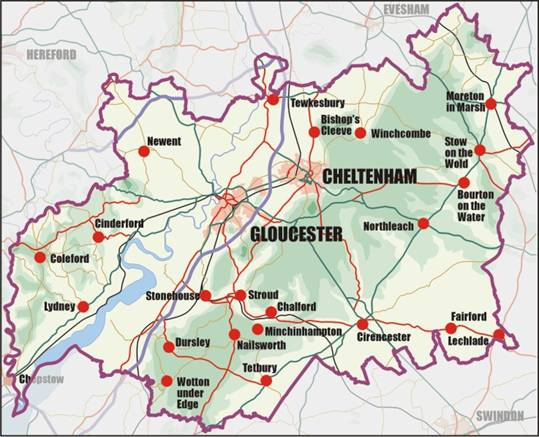 EVESHAM
HEREFORD
Tewkesbury
Moreton
in Marsh
Bishop's
Cleeve
Winchcombe
Newent
Stow
on the
Wold
CHELTENHAM
Bourton
on the
Water
Cinderford
Northleach
GLOUCESTER
Coleford
Stonehouse
Stroud
Lydney
Chalford
Fairford
Minchinhampton
Cirencester
Lechlade
Dursley
Nailsworth
Tetbury
Chepstow
Wotton
under
Edge
SWINDON